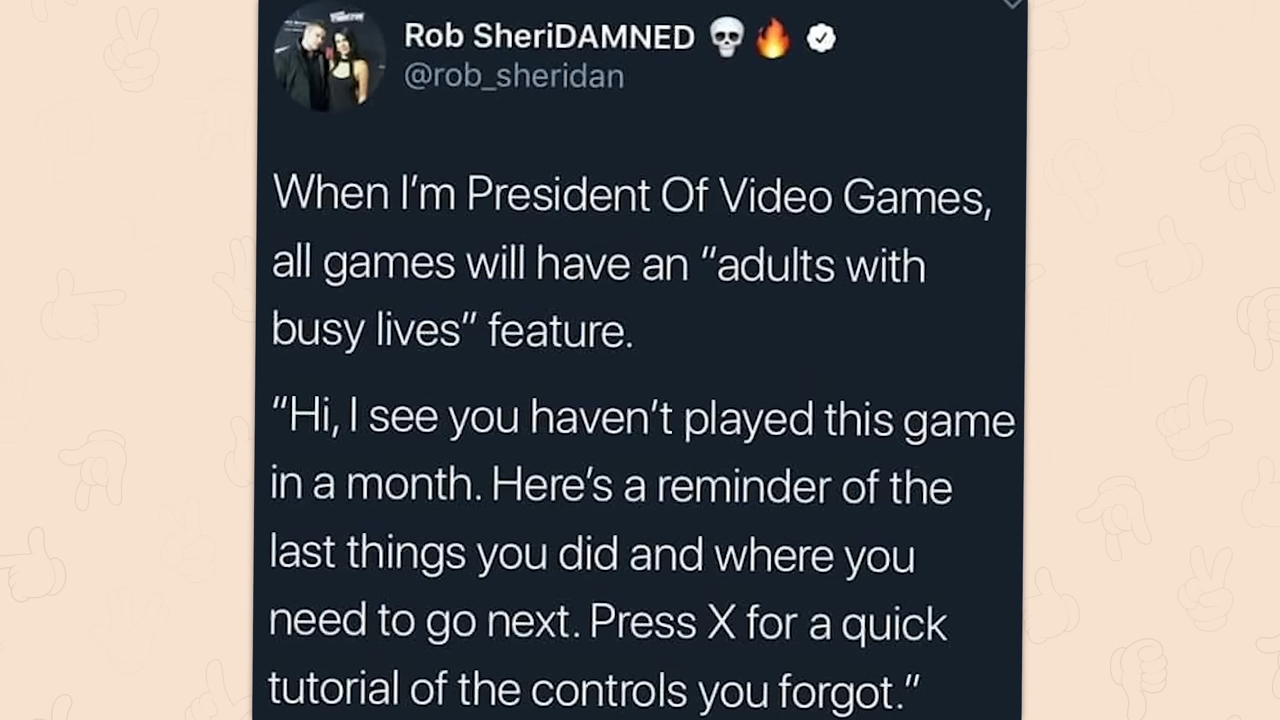 Rob SheriDAMNED 💀🔥
@rob_sheridan
When I’m President Of Video Games,
all games will have an “adults with
busy lives” feature.
“Hi, I see you haven’t played this game
in a month. Here’s a reminder of the
last things you did and where you
need to go next. Press X for a quick
tutorial of the controls you forgot.”